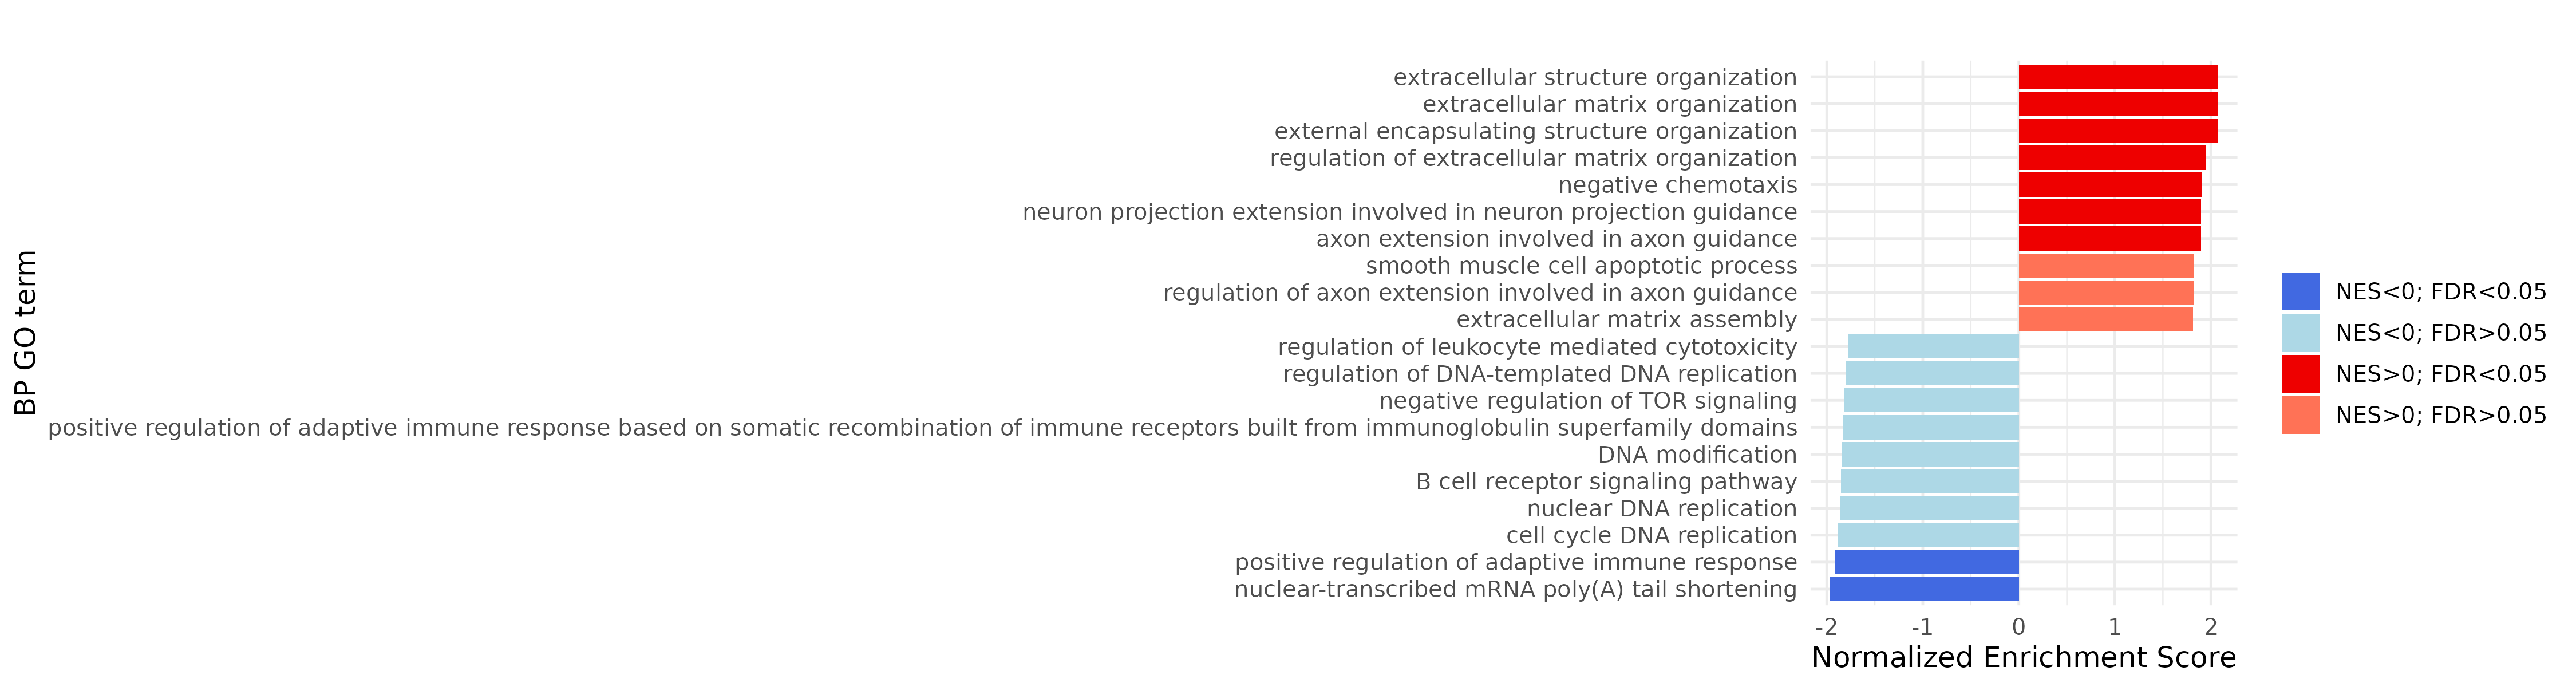 extracellular structure organization
extracellular matrix organization
external encapsulating structure organization
regulation of extracellular matrix organization
negative chemotaxis
neuron projection extension involved in neuron projection guidance
axon extension involved in axon guidance
smooth muscle cell apoptotic process
regulation of axon extension involved in axon guidance
extracellular matrix assembly
regulation of leukocyte mediated cytotoxicity
regulation of DNA-templated DNA replication
negative regulation of TOR signaling
positive regulation of adaptive immune response based on somatic recombination of immune receptors built from immunoglobulin superfamily domains
DNA modification
B cell receptor signaling pathway
nuclear DNA replication
cell cycle DNA replication
positive regulation of adaptive immune response
nuclear-transcribed mRNA poly(A) tail shortening
BP GO term
-2 -1 0 1 2
Normalized Enrichment Score
NES<0; FDR<0.05
NES<0; FDR>0.05
NES>0; FDR<0.05
NES>0; FDR>0.05